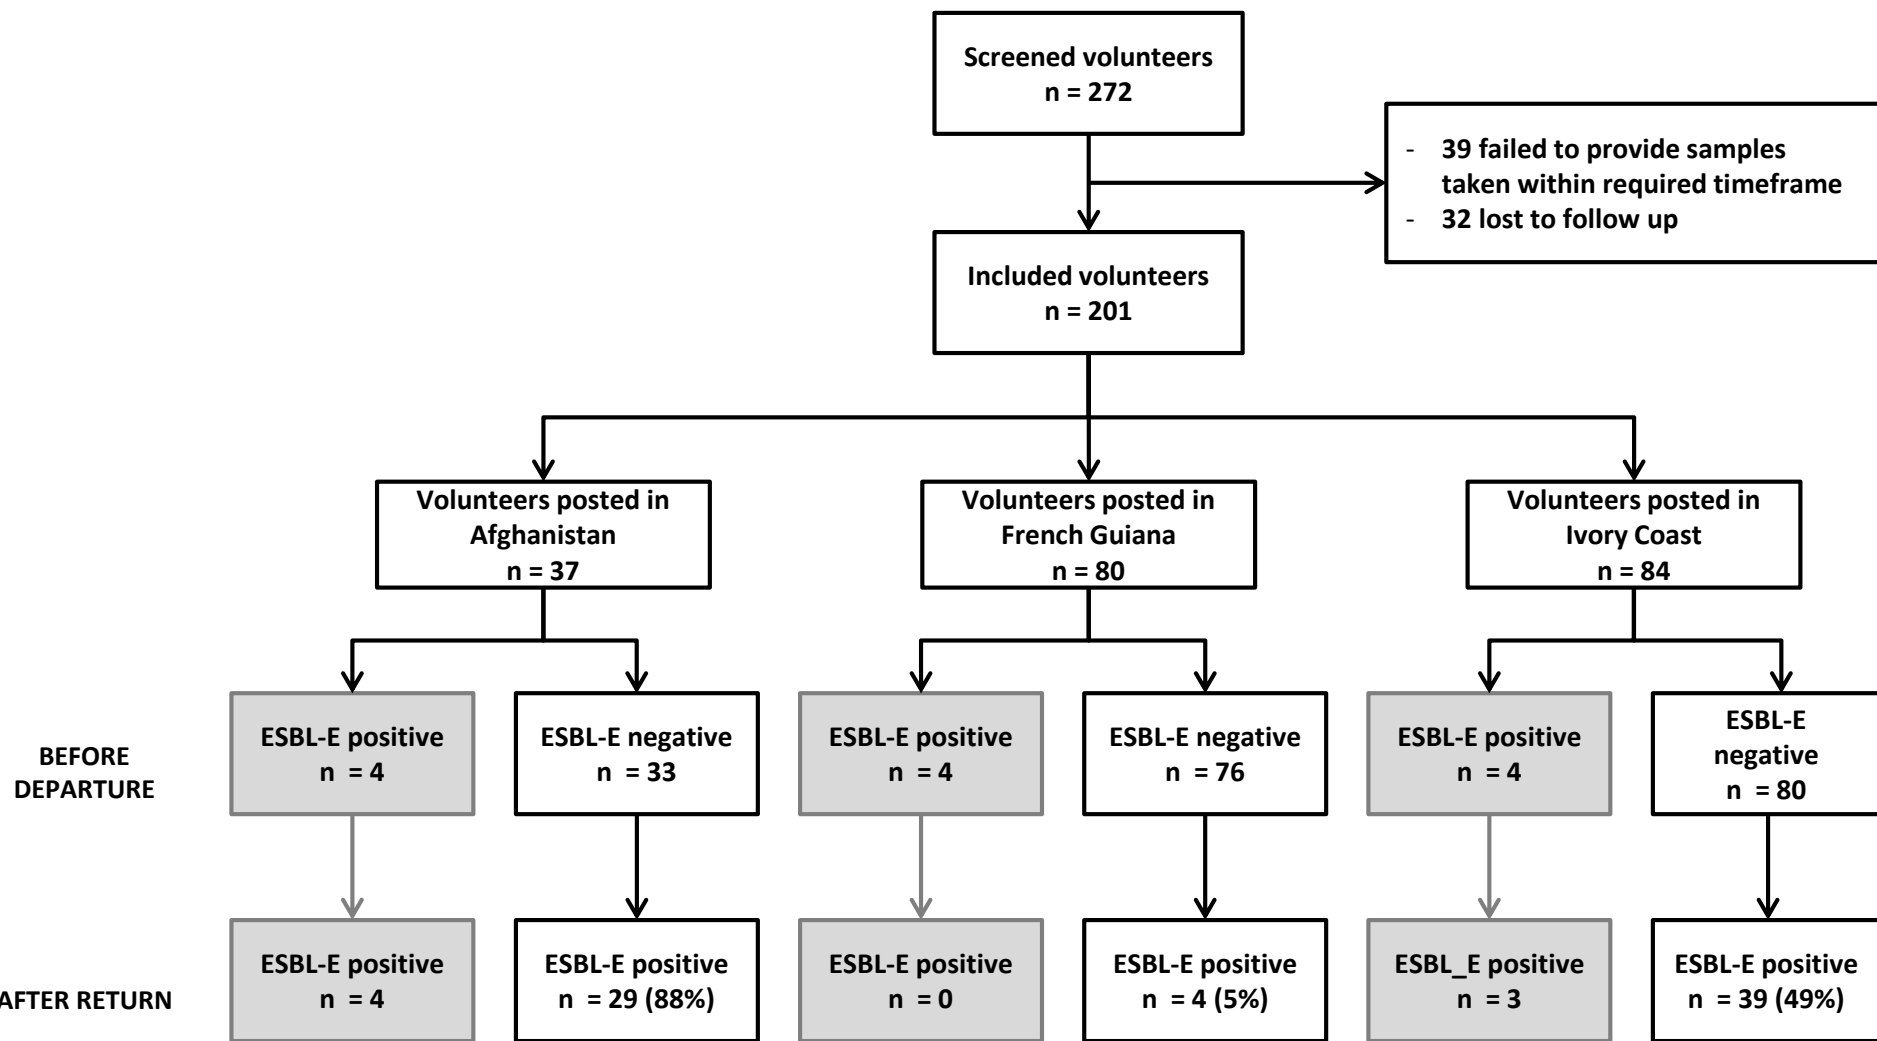 Screened volunteers
n = 272
- 39 failed to provide samples
taken within required timeframe
- 32 lost to follow up
Included volunteers
n = 201
Volunteers posted in
Afghanistan
n = 37
Volunteers posted in
French Guiana
n = 80
Volunteers posted in
Ivory Coast
n = 84
BEFORE
DEPARTURE
ESBL-E positive
n = 4
ESBL-E negative
n = 33
ESBL-E positive
n = 4
ESBL-E negative
n = 76
ESBL-E positive
n = 4
ESBL-E
negative
n = 80
AFTER RETURN
ESBL-E positive
n = 4
ESBL-E positive
n = 29 (88%)
ESBL-E positive
n = 0
ESBL-E positive
n = 4 (5%)
ESBL_E positive
n = 3
ESBL-E positive
n = 39 (49%)